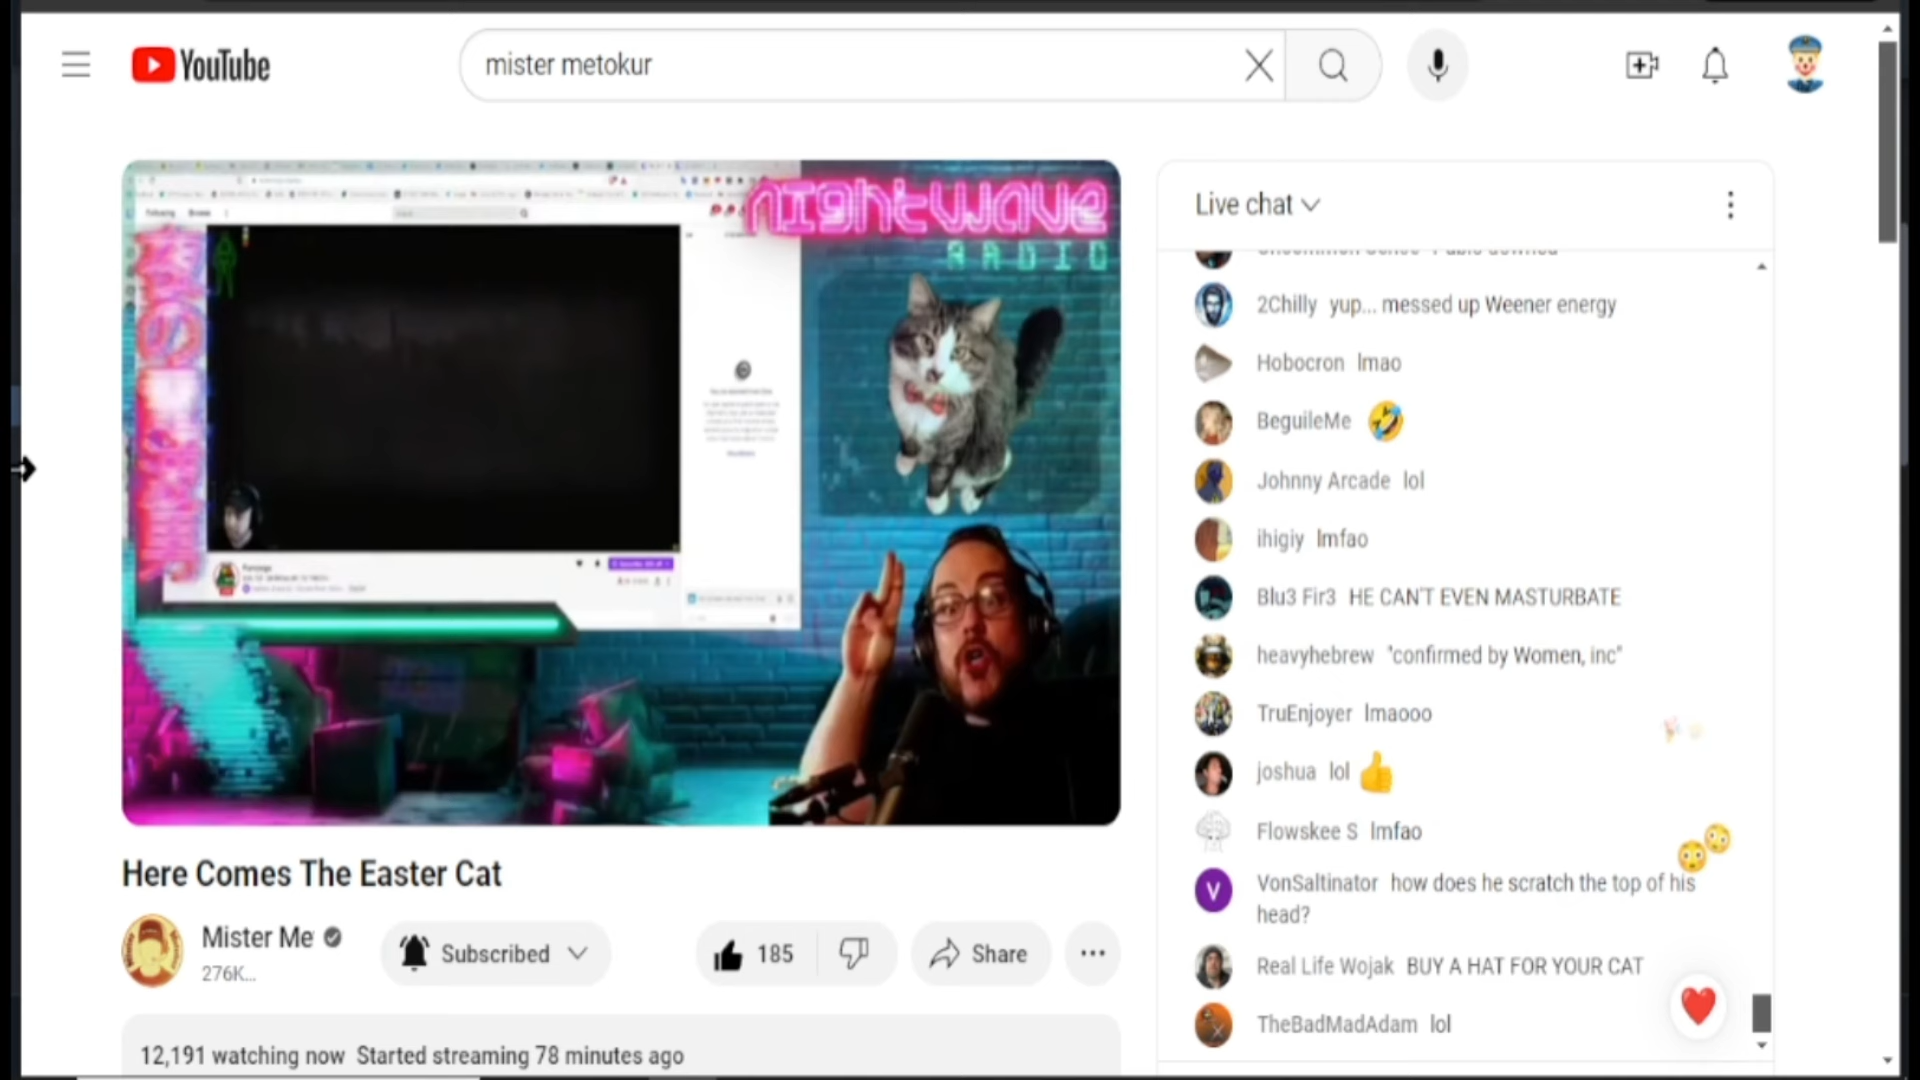 YouTube
mister metokur
nightwave
RADIO
Following
Browse
Here Comes The Easter Cat
Mister Me
276K...
Subscribed
185
Share
12,191 watching now Started streaming 78 minutes ago
Live chat
2Chilly yup... messed up Weener energy
Hobocron lmao
BeguileMe 🤣
Johnny Arcade lol
ihigiy lmfao
Blu3 Fir3 HE CAN'T EVEN MASTURBATE
heavyhebrew "confirmed by Women, inc"
TruEnjoyer lmaooo
joshua lol 👍
Flowskee S lmfao
V
VonSaltinator how does he scratch the top of his
head?
Real Life Wojak BUY A HAT FOR YOUR CAT
TheBadMadAdam lol